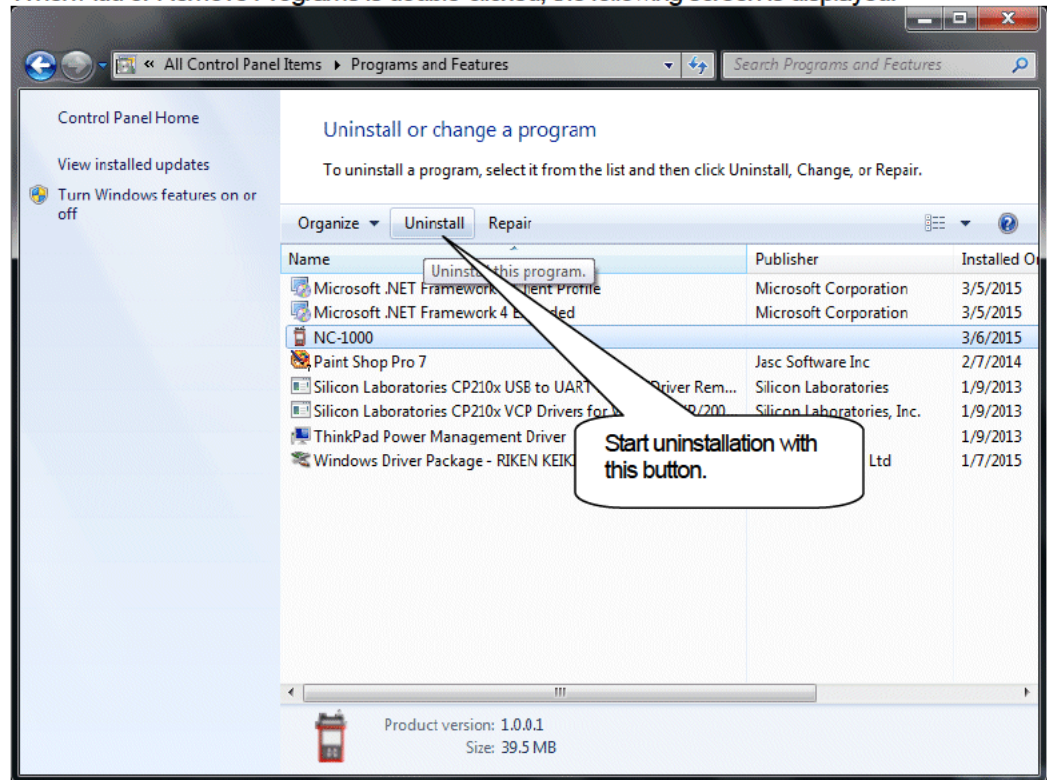 « All Control Panel Items ▸ Programs and Features
Search Programs and Features
Control Panel Home
View installed updates
Turn Windows features on or
off
Uninstall or change a program
To uninstall a program, select it from the list and then click Uninstall, Change, or Repair.
Organize Uninstall Repair
Name Publisher Installed
Uninstall this program.
Microsoft .NET Framework Profile Microsoft Corporation 3/5/2015
Microsoft .NET Framework 4 Microsoft Corporation 3/5/2015
NC-1000 3/6/2015
Paint Shop Pro 7 Jasc Software Inc 2/7/2014
Silicon Laboratories CP210x USB to UART Driver Rem... Silicon Laboratories 1/9/2013
Silicon Laboratories CP210x VCP Drivers for Silicon Laboratories, Inc. 1/9/2013
ThinkPad Power Management Driver 1/9/2013
Windows Driver Package - RIKEN Ltd 1/7/2015
Start uninstallation with
this button.
Product version: 1.0.0.1
Size: 39.5 MB